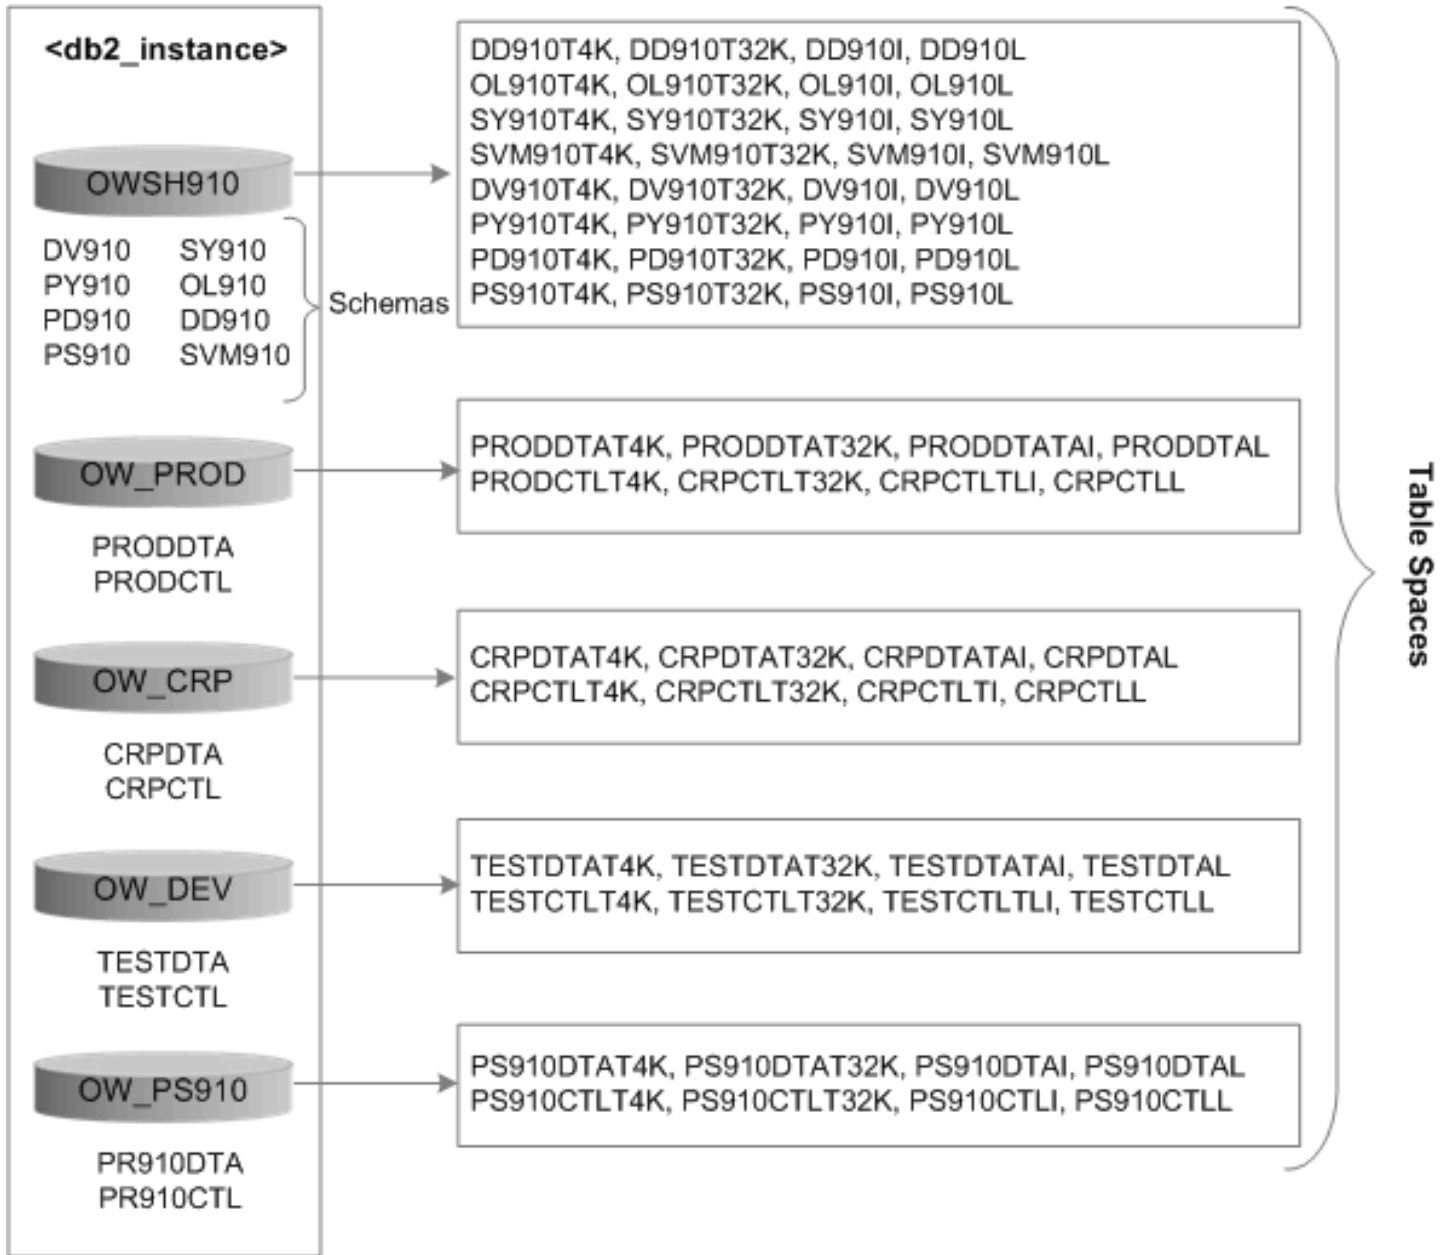 <db2_instance>
OWSH910
DV910 SY910
PY910 OL910
PD910 DD910
PS910 SVM910
Schemas
DD910T4K, DD910T32K, DD910I, DD910L
OL910T4K, OL910T32K, OL910I, OL910L
SY910T4K, SY910T32K, SY910I, SY910L
SVM910T4K, SVM910T32K, SVM910I, SVM910L
DV910T4K, DV910T32K, DV910I, DV910L
PY910T4K, PY910T32K, PY910I, PY910L
PD910T4K, PD910T32K, PD910I, PD910L
PS910T4K, PS910T32K, PS910I, PS910L
OW_PROD
PRODDTA
PRODCTL
PRODDTAT4K, PRODDTAT32K, PRODDTATAI, PRODDTAL
PRODCTLT4K, CRPCTLT32K, CRPCTLTLI, CRPCTLL
OW_CRP
CRPDTA
CRPCTL
CRPDTAT4K, CRPDTAT32K, CRPDTATAI, CRPDTAL
CRPCTLT4K, CRPCTLT32K, CRPCTLTI, CRPCTLL
OW_DEV
TESTDTA
TESTCTL
TESTDTAT4K, TESTDTAT32K, TESTDTATAI, TESTDTAL
TESTCTLT4K, TESTCTLT32K, TESTCTLTLI, TESTCTLL
OW_PS910
PR910DTA
PR910CTL
PS910DTAT4K, PS910DTAT32K, PS910DTAI, PS910DTAL
PS910CTLT4K, PS910CTLT32K, PS910CTLI, PS910CTLL
Table Spaces